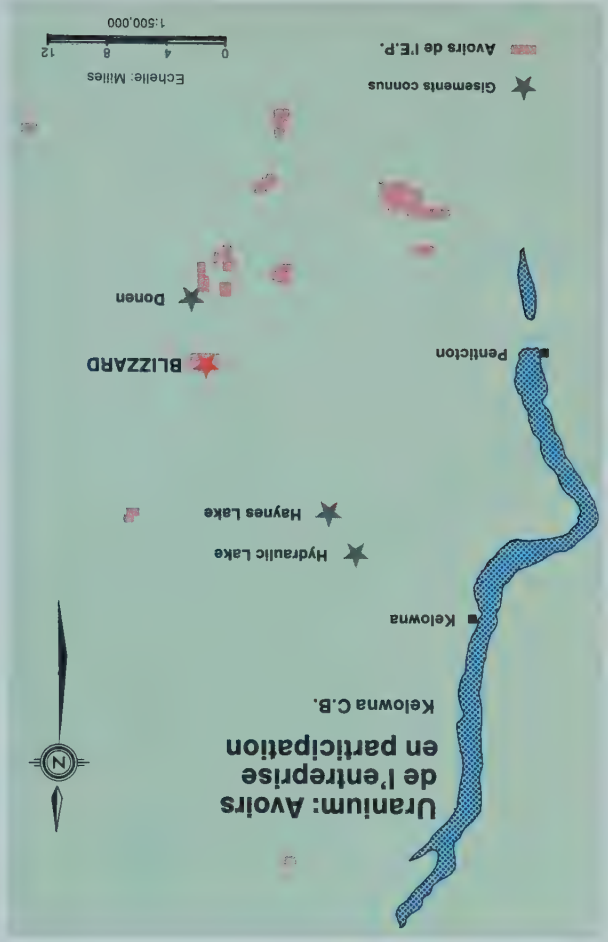 Uranium: Avoirs
de l'entreprise
en participation
Kelowna C.B.
N
Kelowna
Hydraulic Lake
Haynes Lake
Penticton
BLIZZARD
Donen
Gisements connus
Avoirs de l'E.P.
Echelle: Milles
0 4 8 12
1:500,000